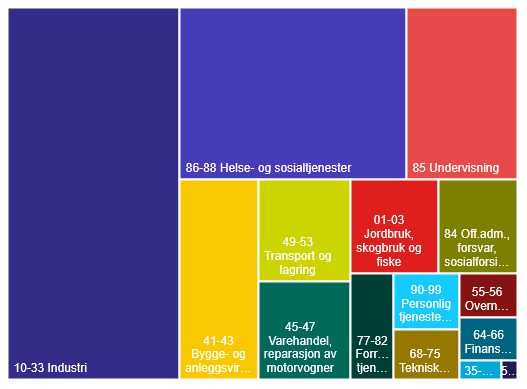 86-88 Helse- og sosialtjenester
85 Undervisning
10-33 Industri
41-43
Bygge- og
anleggsvir…
49-53
Transport og
lagring
45-47
Varehandel,
reparasjon av
motorvogner
01-03
Jordbruk,
skogbruk og
fiske
84 Off.adm.,
forsvar,
sosialforsi…
77-82
Forr…
tjen…
90-99
Personlig
tjeneste…
68-75
Teknisk…
55-56
Overn…
64-66
Finans…
35-…
5…